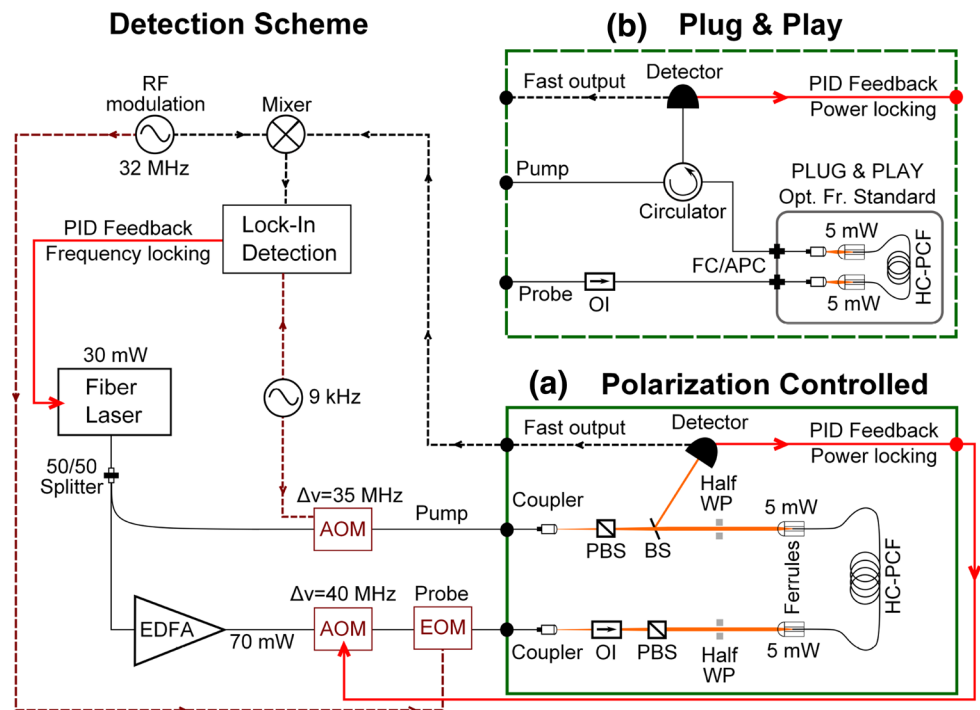 Detection Scheme
RF
modulation
32 MHz
Mixer
Lock-In
Detection
PID Feedback
Frequency locking
30 mW
Fiber
Laser
9 kHz
50/50
Splitter
Δν=35 MHz
AOM
Pump
Δν=40 MHz
Probe
EDFA
70 mW
AOM
EOM
(b) Plug & Play
Fast output
Detector
PID Feedback
Power locking
Pump
Circulator
PLUG & PLAY
Opt. Fr. Standard
5 mW
FC/APC
HC-PCF
Probe
OI
5 mW
(a) Polarization Controlled
Fast output
Detector
PID Feedback
Power locking
Half
WP
Coupler
5 mW
PBS
BS
Ferrules
HC-PCF
Coupler
OI
PBS
Half
WP
5 mW